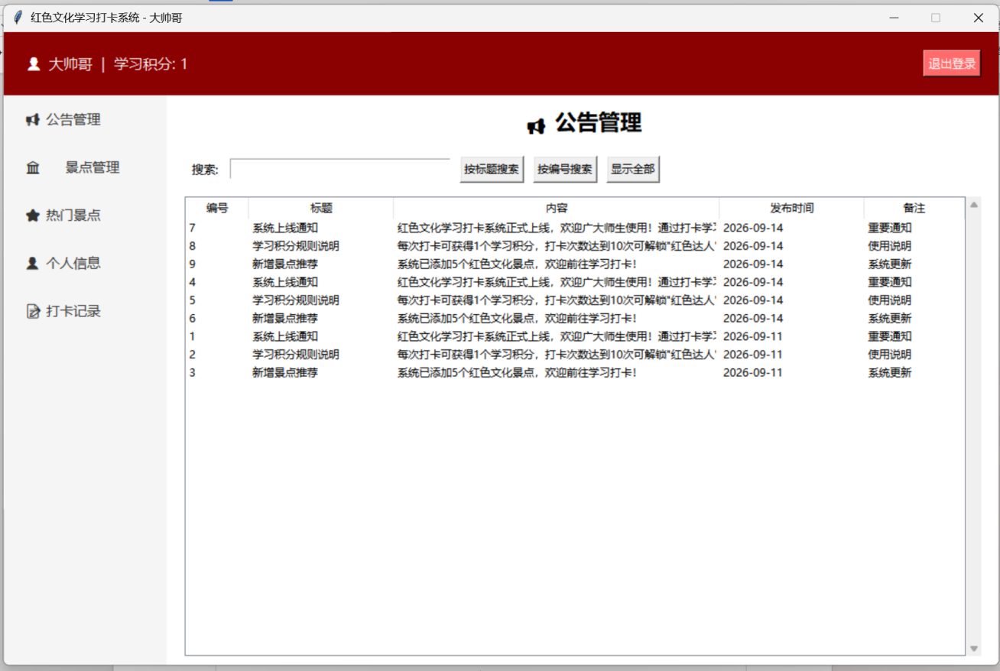 红色文化学习打卡系统 - 大帅哥
大帅哥 | 学习积分: 1
退出登录
公告管理
景点管理
热门景点
个人信息
打卡记录
公告管理
搜索: 按标题搜索 按编号搜索 显示全部
编号 标题 内容 发布时间 备注
7 系统上线通知 红色文化学习打卡系统正式上线，欢迎广大师生使用！通过打卡学 2026-09-14 重要通知
8 学习积分规则说明 每次打卡可获得1个学习积分，打卡次数达到10次可解锁"红色达人" 2026-09-14 使用说明
9 新增景点推荐 系统已添加5个红色文化景点，欢迎前往学习打卡！ 2026-09-14 系统更新
4 系统上线通知 红色文化学习打卡系统正式上线，欢迎广大师生使用！通过打卡学 2026-09-14 重要通知
5 学习积分规则说明 每次打卡可获得1个学习积分，打卡次数达到10次可解锁"红色达人" 2026-09-14 使用说明
6 新增景点推荐 系统已添加5个红色文化景点，欢迎前往学习打卡！ 2026-09-14 系统更新
1 系统上线通知 红色文化学习打卡系统正式上线，欢迎广大师生使用！通过打卡学 2026-09-11 重要通知
2 学习积分规则说明 每次打卡可获得1个学习积分，打卡次数达到10次可解锁"红色达人" 2026-09-11 使用说明
3 新增景点推荐 系统已添加5个红色文化景点，欢迎前往学习打卡！ 2026-09-11 系统更新